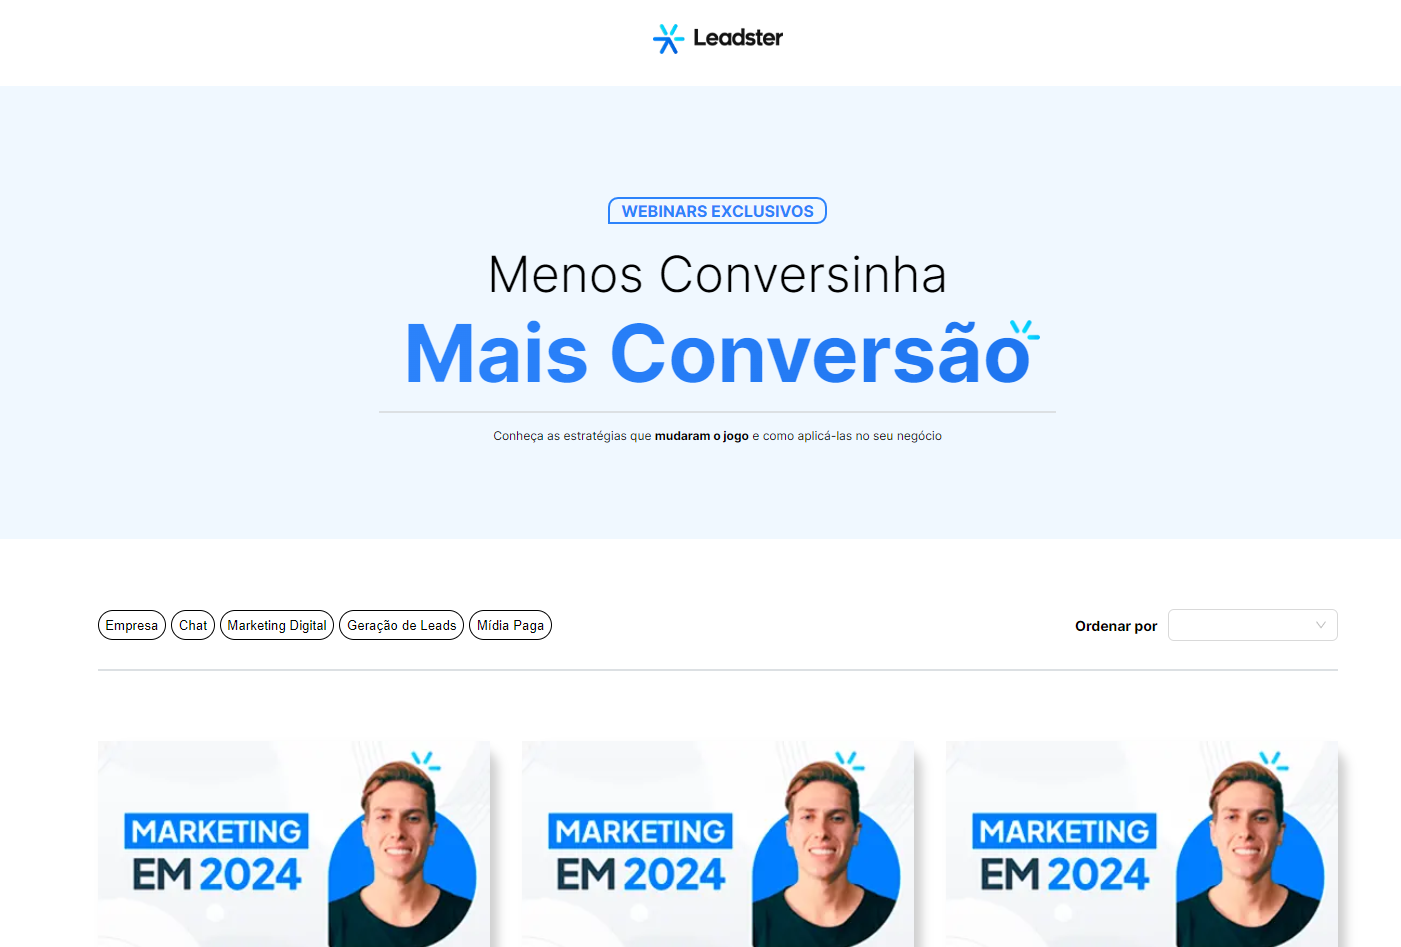 Leadster
WEBINARS EXCLUSIVOS
Menos Conversinha
Mais Conversão
Conheça as estratégias que mudaram o jogo e como aplicá-las no seu negócio
Empresa
Chat
Marketing Digital
Geração de Leads
Mídia Paga
Ordenar por
MARKETING
EM 2024
MARKETING
EM 2024
MARKETING
EM 2024